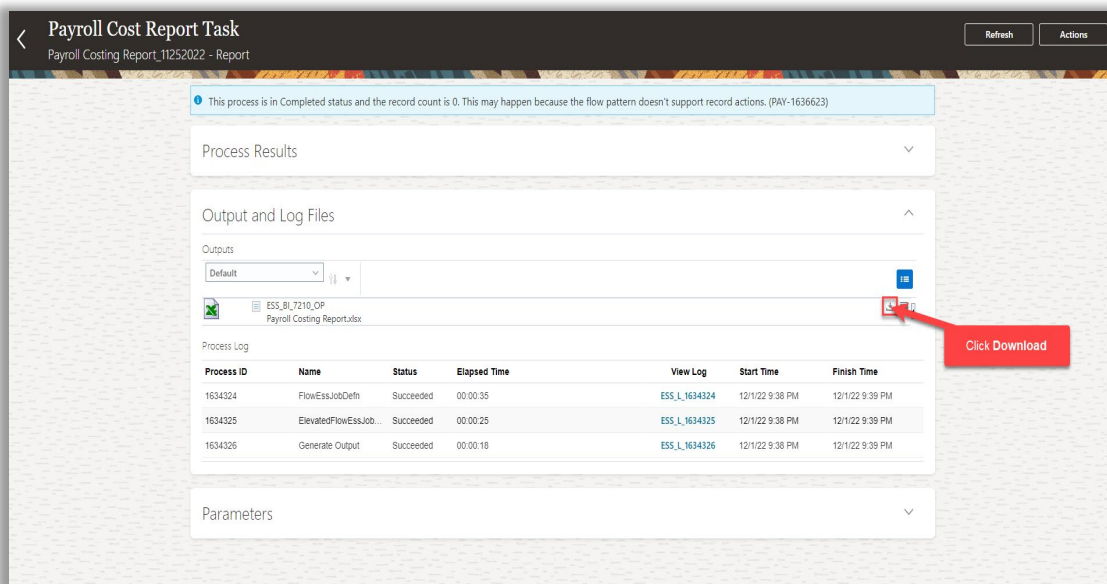 Payroll Cost Report Task
Payroll Costing Report_11252022 - Report
Refresh
Actions
This process is in Completed status and the record count is 0. This may happen because the flow pattern doesn't support record actions. (PAY-1636623)
Process Results
Output and Log Files
Outputs
Default
ESS_BI_7210_OP
Payroll Costing Report.xlsx
Click Download
Process Log
Process ID Name Status Elapsed Time View Log Start Time Finish Time
1634324 FlowEssJobDefn Succeeded 00:00:35 ESS_L_1634324 12/1/22 9:38 PM 12/1/22 9:39 PM
1634325 ElevatedFlowEssJob... Succeeded 00:00:25 ESS_L_1634325 12/1/22 9:38 PM 12/1/22 9:39 PM
1634326 Generate Output Succeeded 00:00:18 ESS_L_1634326 12/1/22 9:38 PM 12/1/22 9:39 PM
Parameters